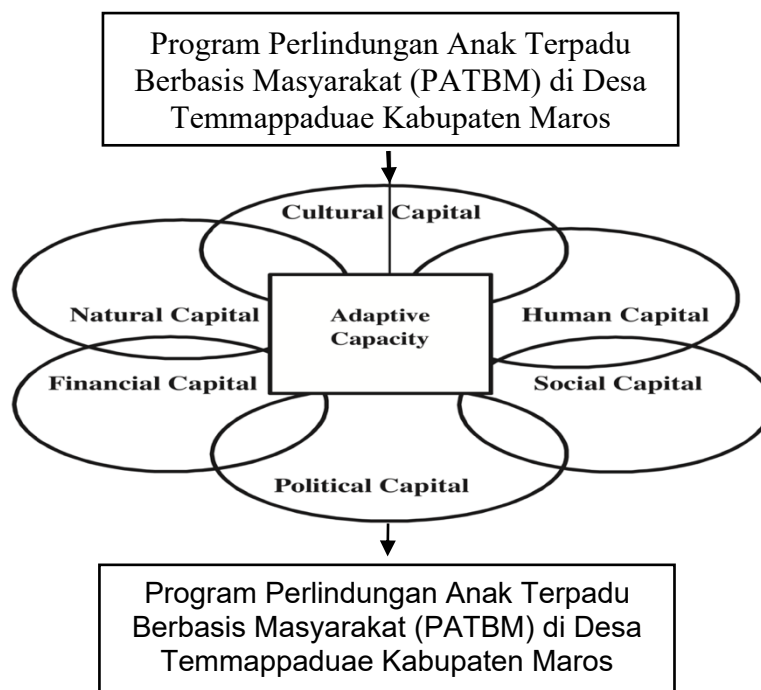 Program Perlindungan Anak Terpadu
Berbasis Masyarakat (PATBM) di Desa
Temmappaduae Kabupaten Maros
Cultural Capital
Natural Capital
Adaptive
Capacity
Human Capital
Financial Capital
Social Capital
Political Capital
Program Perlindungan Anak Terpadu
Berbasis Masyarakat (PATBM) di Desa
Temmappaduae Kabupaten Maros